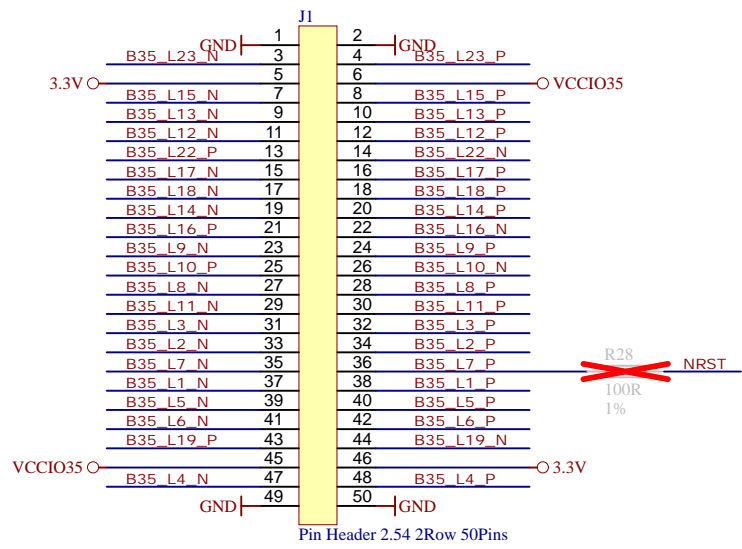 J1
GND 1 2 GND
B35_L23_N 3 4 B35_L23_P
3.3V 5 6 VCCIO35
B35_L15_N 7 8 B35_L15_P
B35_L13_N 9 10 B35_L13_P
B35_L12_N 11 12 B35_L12_P
B35_L22_P 13 14 B35_L22_N
B35_L17_N 15 16 B35_L17_P
B35_L18_N 17 18 B35_L18_P
B35_L14_N 19 20 B35_L14_P
B35_L16_P 21 22 B35_L16_N
B35_L9_N 23 24 B35_L9_P
B35_L10_P 25 26 B35_L10_N
B35_L8_N 27 28 B35_L8_P
B35_L11_N 29 30 B35_L11_P
B35_L3_N 31 32 B35_L3_P
B35_L2_N 33 34 B35_L2_P
R28
B35_L7_N 35 36 B35_L7_P NRST
B35_L1_N 37 38 B35_L1_P
100R
B35_L5_N 39 40 B35_L5_P
1%
B35_L6_N 41 42 B35_L6_P
B35_L19_P 43 44 B35_L19_N
VCCIO35 45 46 3.3V
B35_L4_N 47 48 B35_L4_P
GND 49 50 GND
Pin Header 2.54 2Row 50Pins